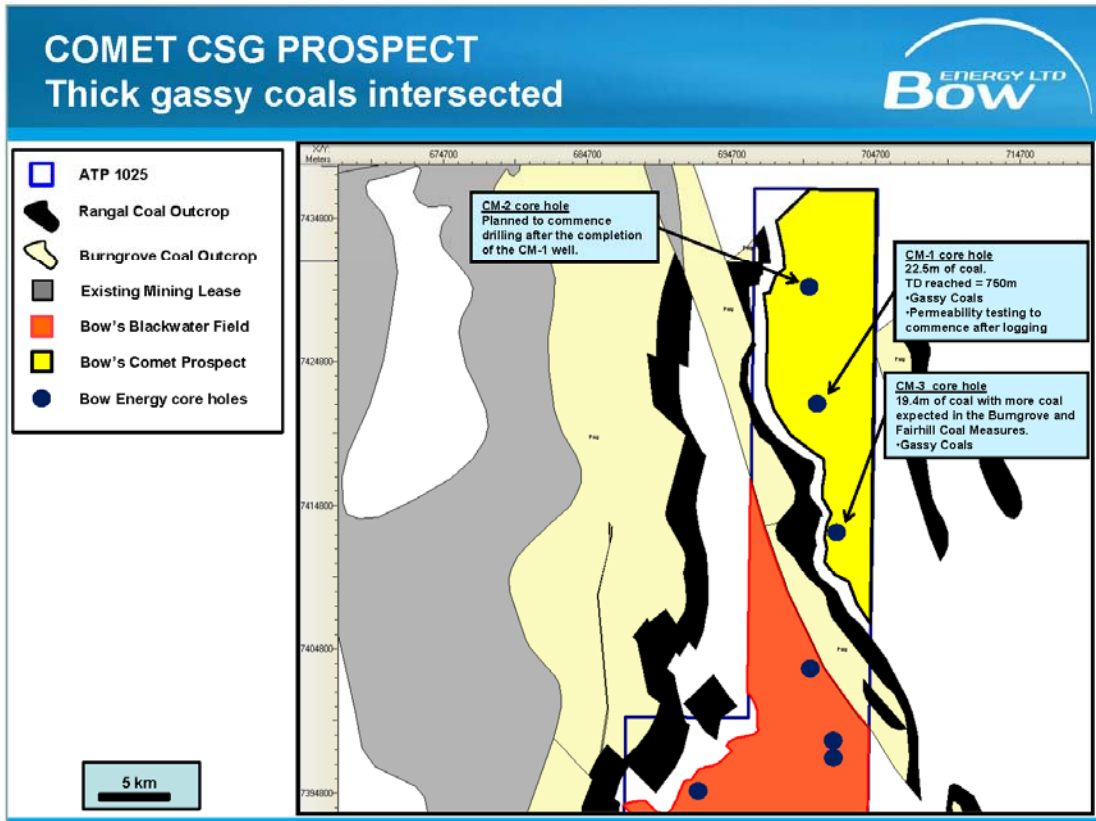 COMET CSG PROSPECT
Thick gassy coals intersected
BOW ENERGY LTD
ATP 1025
Rangal Coal Outcrop
Burngrove Coal Outcrop
Existing Mining Lease
Bow's Blackwater Field
Bow's Comet Prospect
Bow Energy core holes
5 km
X/Y:
Meters
674700
684700
694700
704700
714700
7434800
7424800
7414800
7404800
7394800
CM-2 core hole
Planned to commence
drilling after the completion
of the CM-1 well.
CM-1 core hole
22.5m of coal.
TD reached = 750m
•Gassy Coals
•Permeability testing to
commence after logging
CM-3 core hole
19.4m of coal with more coal
expected in the Burngrove and
Fairhill Coal Measures.
•Gassy Coals